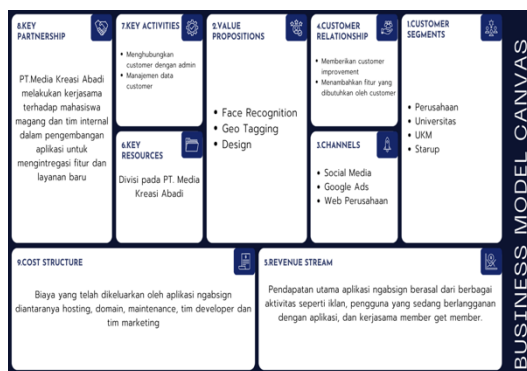 8.KEY
PARTNERSHIP
PT.Media Kreasi Abadi
melakukan kerjasama
terhadap mahasiswa
magang dan tim internal
dalam pengembangan
aplikasi untuk
mengintregasi fitur dan
layanan baru
7.KEY ACTIVITIES
• Menghubungkan
customer dengan admin
• Manajemen data
customer
6.KEY
RESOURCES
Divisi pada PT. Media
Kreasi Abadi
2.VALUE
PROPOSITIONS
• Face Recognition
• Geo Tagging
• Design
4.CUSTOMER
RELATIONSHIP
• Memberikan customer
improvement
• Menambahkan fitur yang
dibutuhkan oleh customer
3.CHANNELS
• Social Media
• Google Ads
• Web Perusahaan
1.CUSTOMER
SEGMENTS
• Perusahaan
• Universitas
• UKM
• Starup
9.COST STRUCTURE
Biaya yang telah dikeluarkan oleh aplikasi ngabsign
diantaranya hosting, domain, maintenance, tim developer dan
tim marketing
5.REVENUE STREAM
Pendapatan utama aplikasi ngabsign berasal dari berbagai
aktivitas seperti iklan, pengguna yang sedang berlangganan
dengan aplikasi, dan kerjasama member get member.
BUSINESS MODEL CANVAS